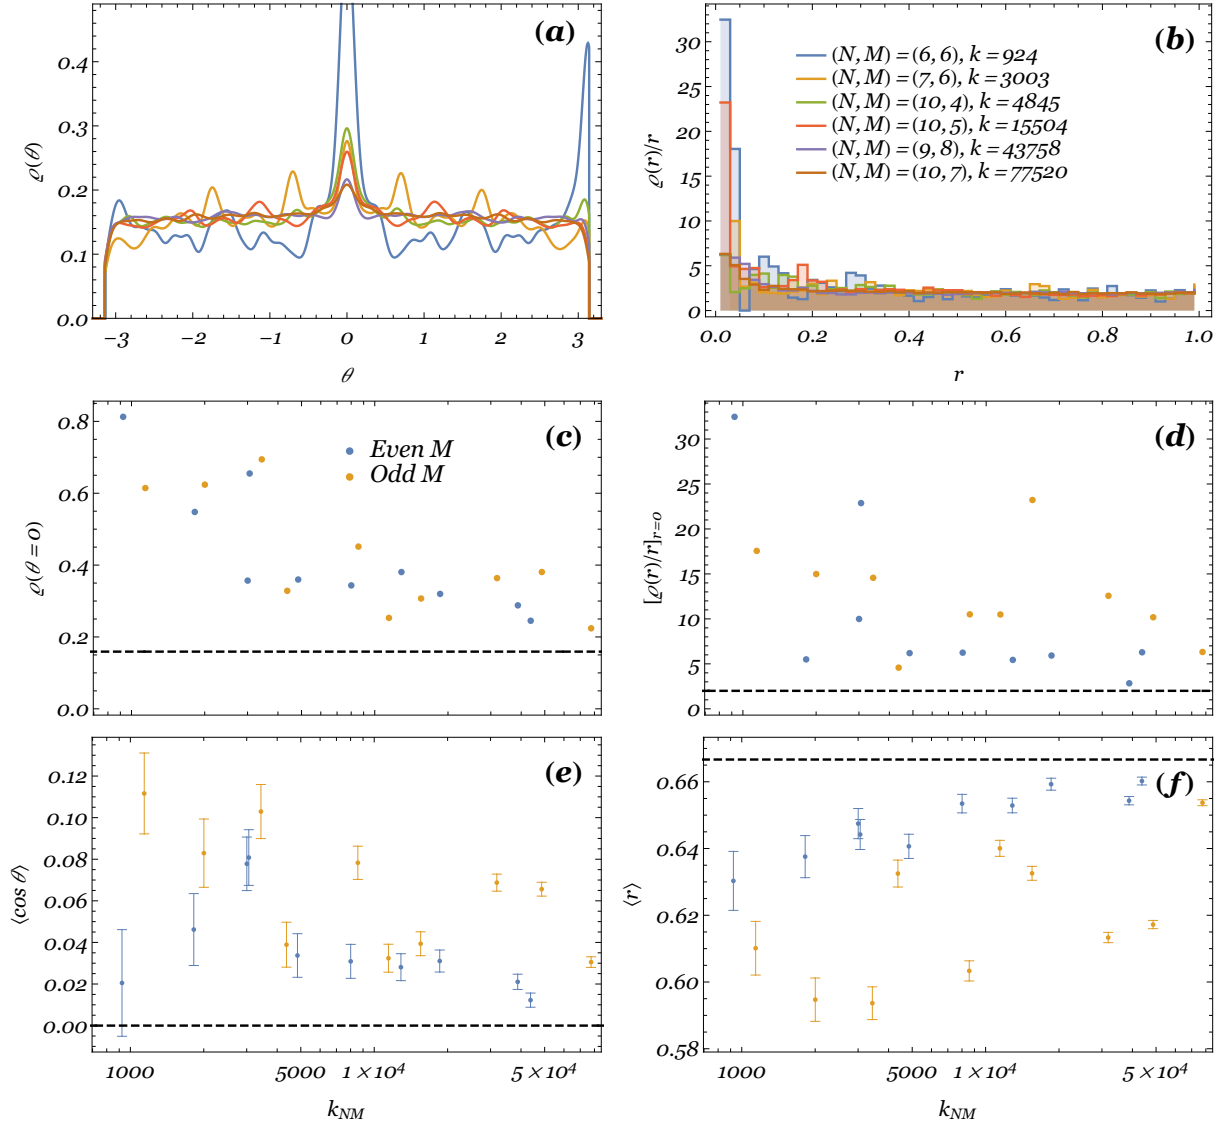 (a)
ϱ(θ)
0.4
0.3
0.2
0.1
0.0
−3 −2 −1 0 1 2 3
θ
(b)
ϱ(r)/r
30
25
20
15
10
5
0
(N, M) = (6, 6), k = 924
(N, M) = (7, 6), k = 3003
(N, M) = (10, 4), k = 4845
(N, M) = (10, 5), k = 15504
(N, M) = (9, 8), k = 43758
(N, M) = (10, 7), k = 77520
0.0 0.2 0.4 0.6 0.8 1.0
r
(c)
ϱ(θ = 0)
0.8
0.6
0.4
0.2
0.0
Even M
Odd M
(d)
[ϱ(r)/r]r=0
30
25
20
15
10
5
0
(e)
⟨cos θ⟩
0.12
0.10
0.08
0.06
0.04
0.02
0.00
1000 5000 1×10⁴ 5×10⁴
kNM
(f)
⟨r⟩
0.66
0.64
0.62
0.60
0.58
1000 5000 1×10⁴ 5×10⁴
kNM